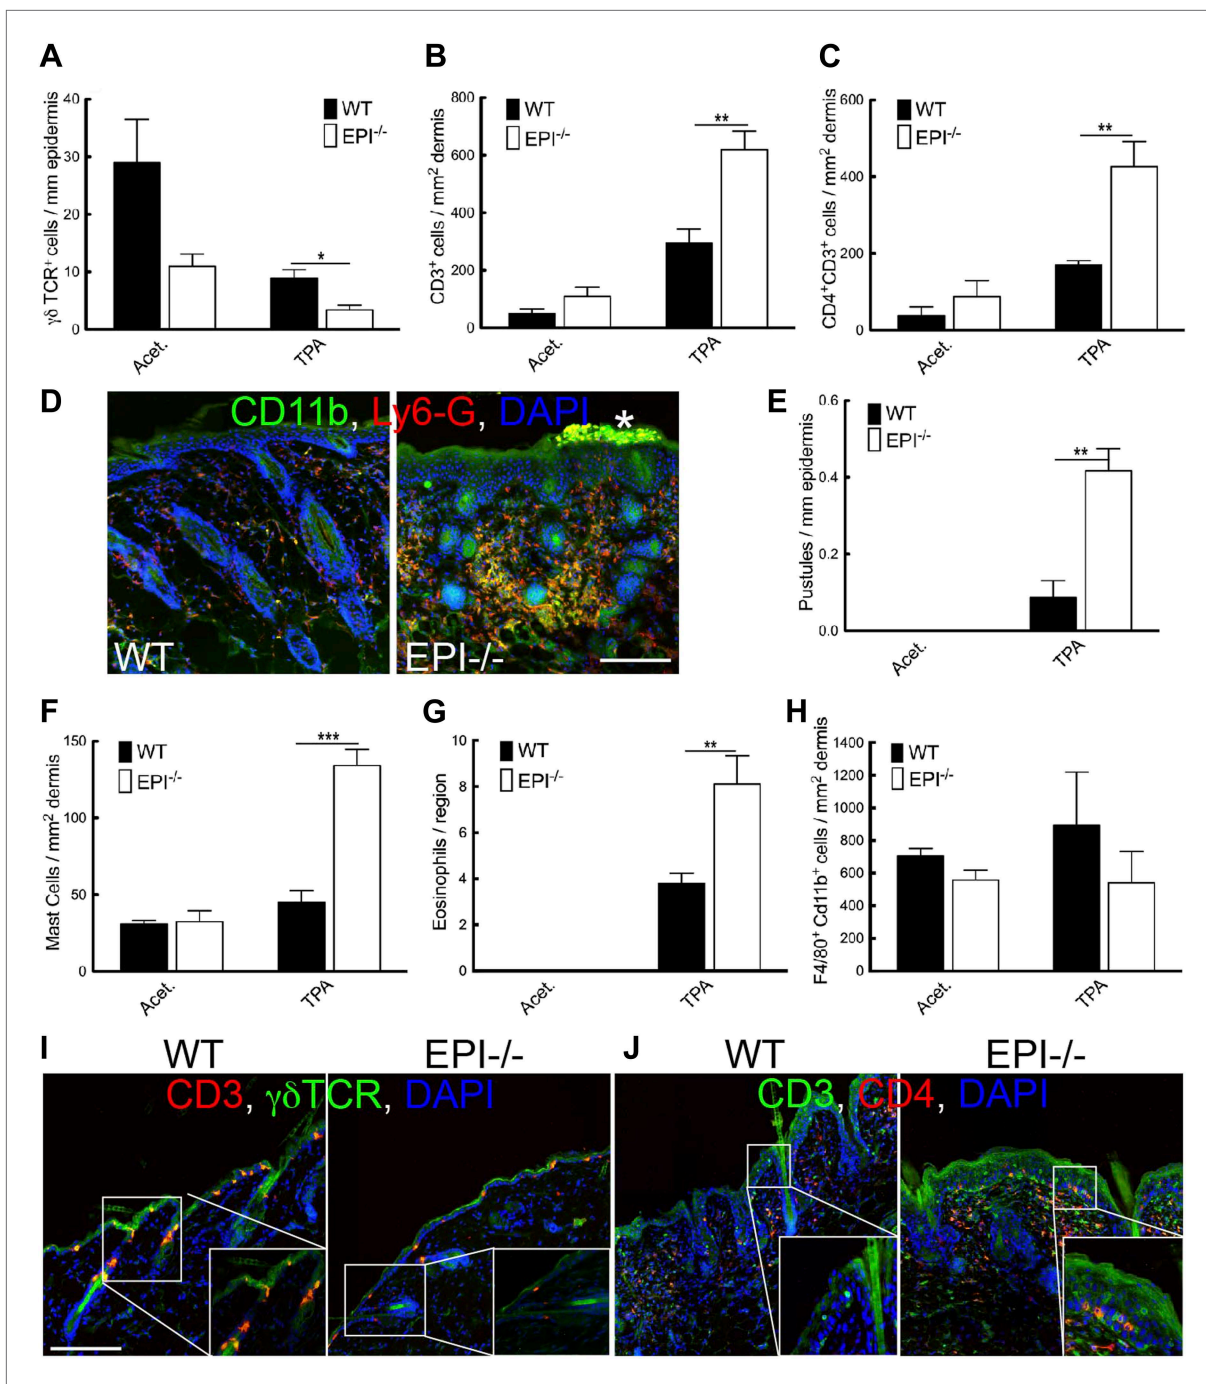 A
γδ TCR⁺ cells / mm epidermis
40
30
20
10
0
WT
EPI⁻/⁻
*
Acet.
TPA
B
CD3⁺ cells / mm² dermis
800
600
400
200
0
WT
EPI⁻/⁻
**
Acet.
TPA
C
CD4⁺CD3⁺ cells / mm² dermis
600
400
200
0
WT
EPI⁻/⁻
**
Acet.
TPA
D
CD11b, Ly6-G, DAPI
*
WT
EPI-/-
E
Pustules / mm epidermis
0.6
0.4
0.2
0.0
WT
EPI⁻/⁻
**
Acet.
TPA
F
Mast Cells / mm² dermis
150
100
50
0
WT
EPI⁻/⁻
***
Acet.
TPA
G
Eosinophils / region
10
8
6
4
2
0
WT
EPI⁻/⁻
**
Acet.
TPA
H
F4/80⁺ Cd11b⁺ cells / mm² dermis
1400
1200
1000
800
600
400
200
0
WT
EPI⁻/⁻
Acet.
TPA
I
WT
EPI-/-
CD3, γδTCR, DAPI
J
WT
EPI-/-
CD3, CD4, DAPI